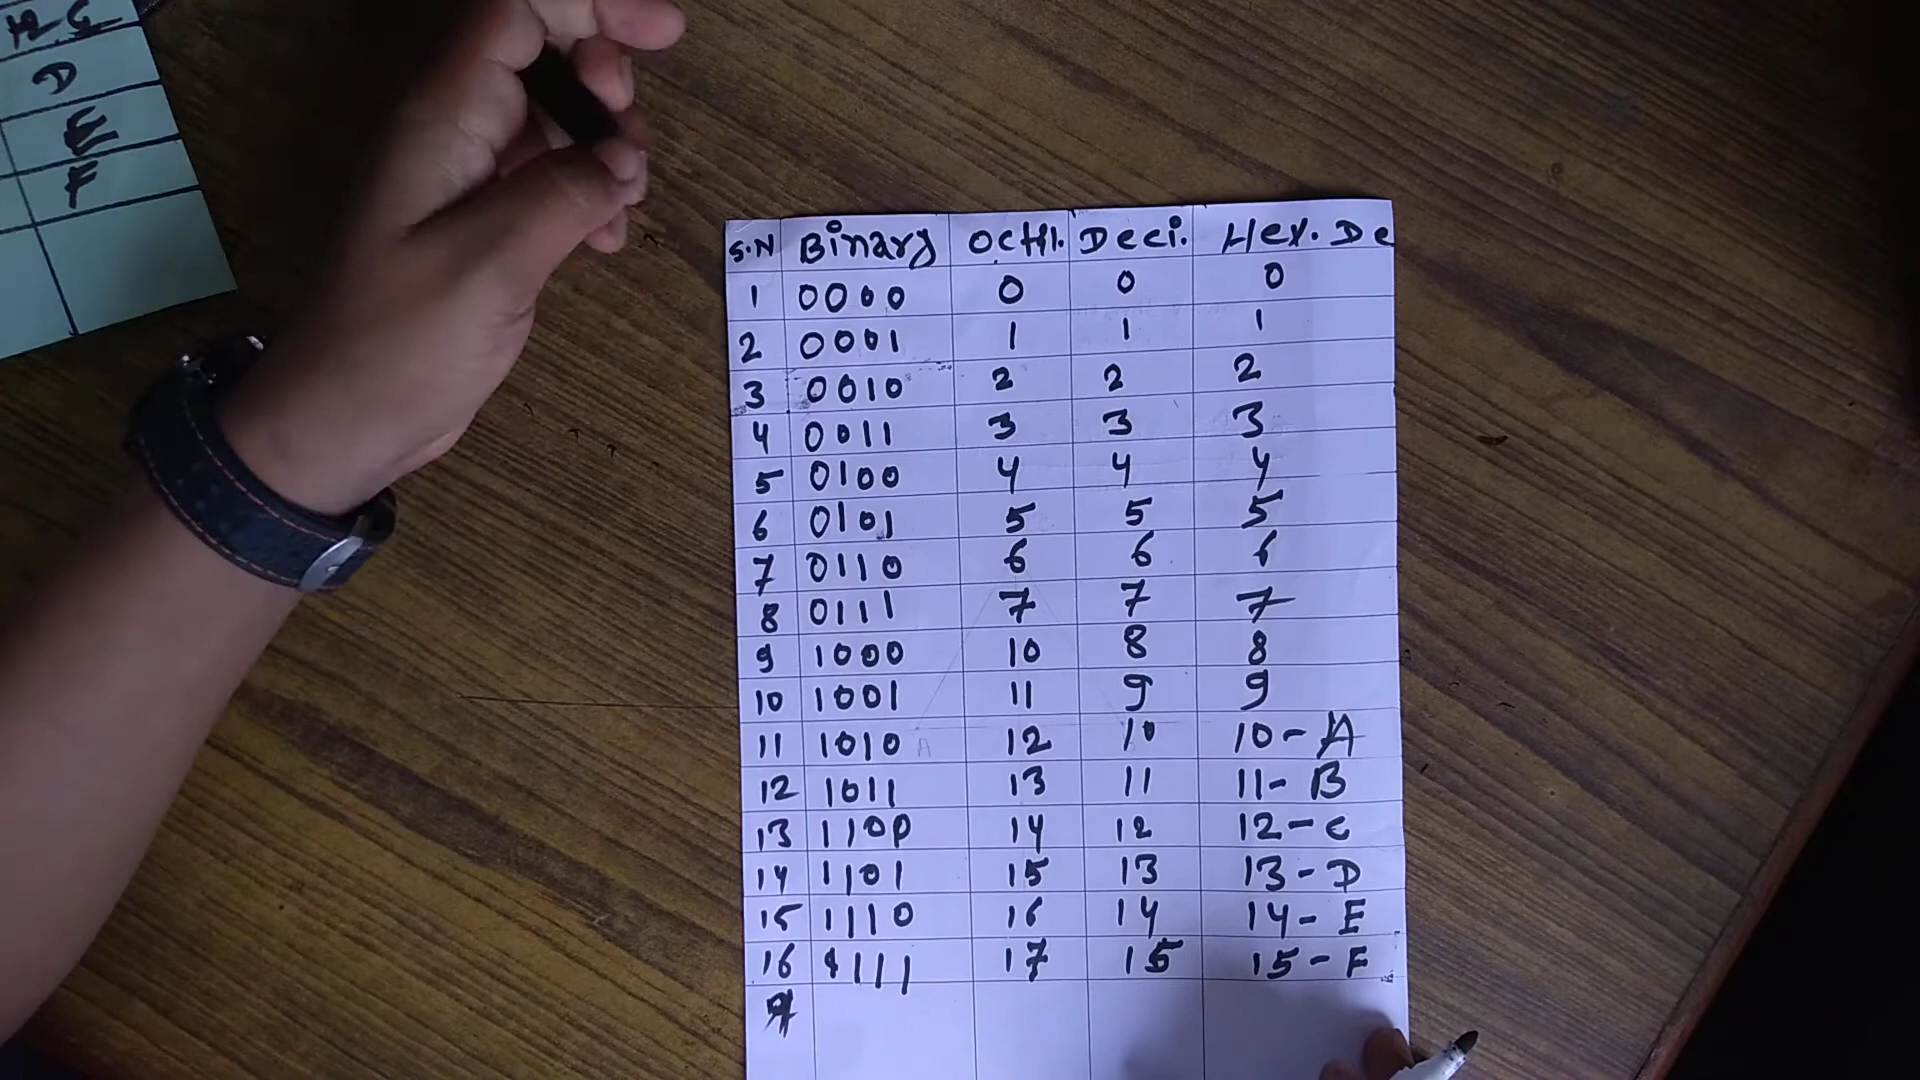 S.N Binary Octl. Deci. Hex. De
1 0000 0 0 0
2 0001 1 1 1
3 0010 2 2 2
4 0011 3 3 3
5 0100 4 4 4
6 0101 5 5 5
7 0110 6 6 6
8 0111 7 7 7
9 1000 10 8 8
10 1001 11 9 9
11 1010 12 10 10-A
12 1011 13 11 11-B
13 1100 14 12 12-C
14 1101 15 13 13-D
15 1110 16 14 14-E
16 1111 17 15 15-F
D
E
F